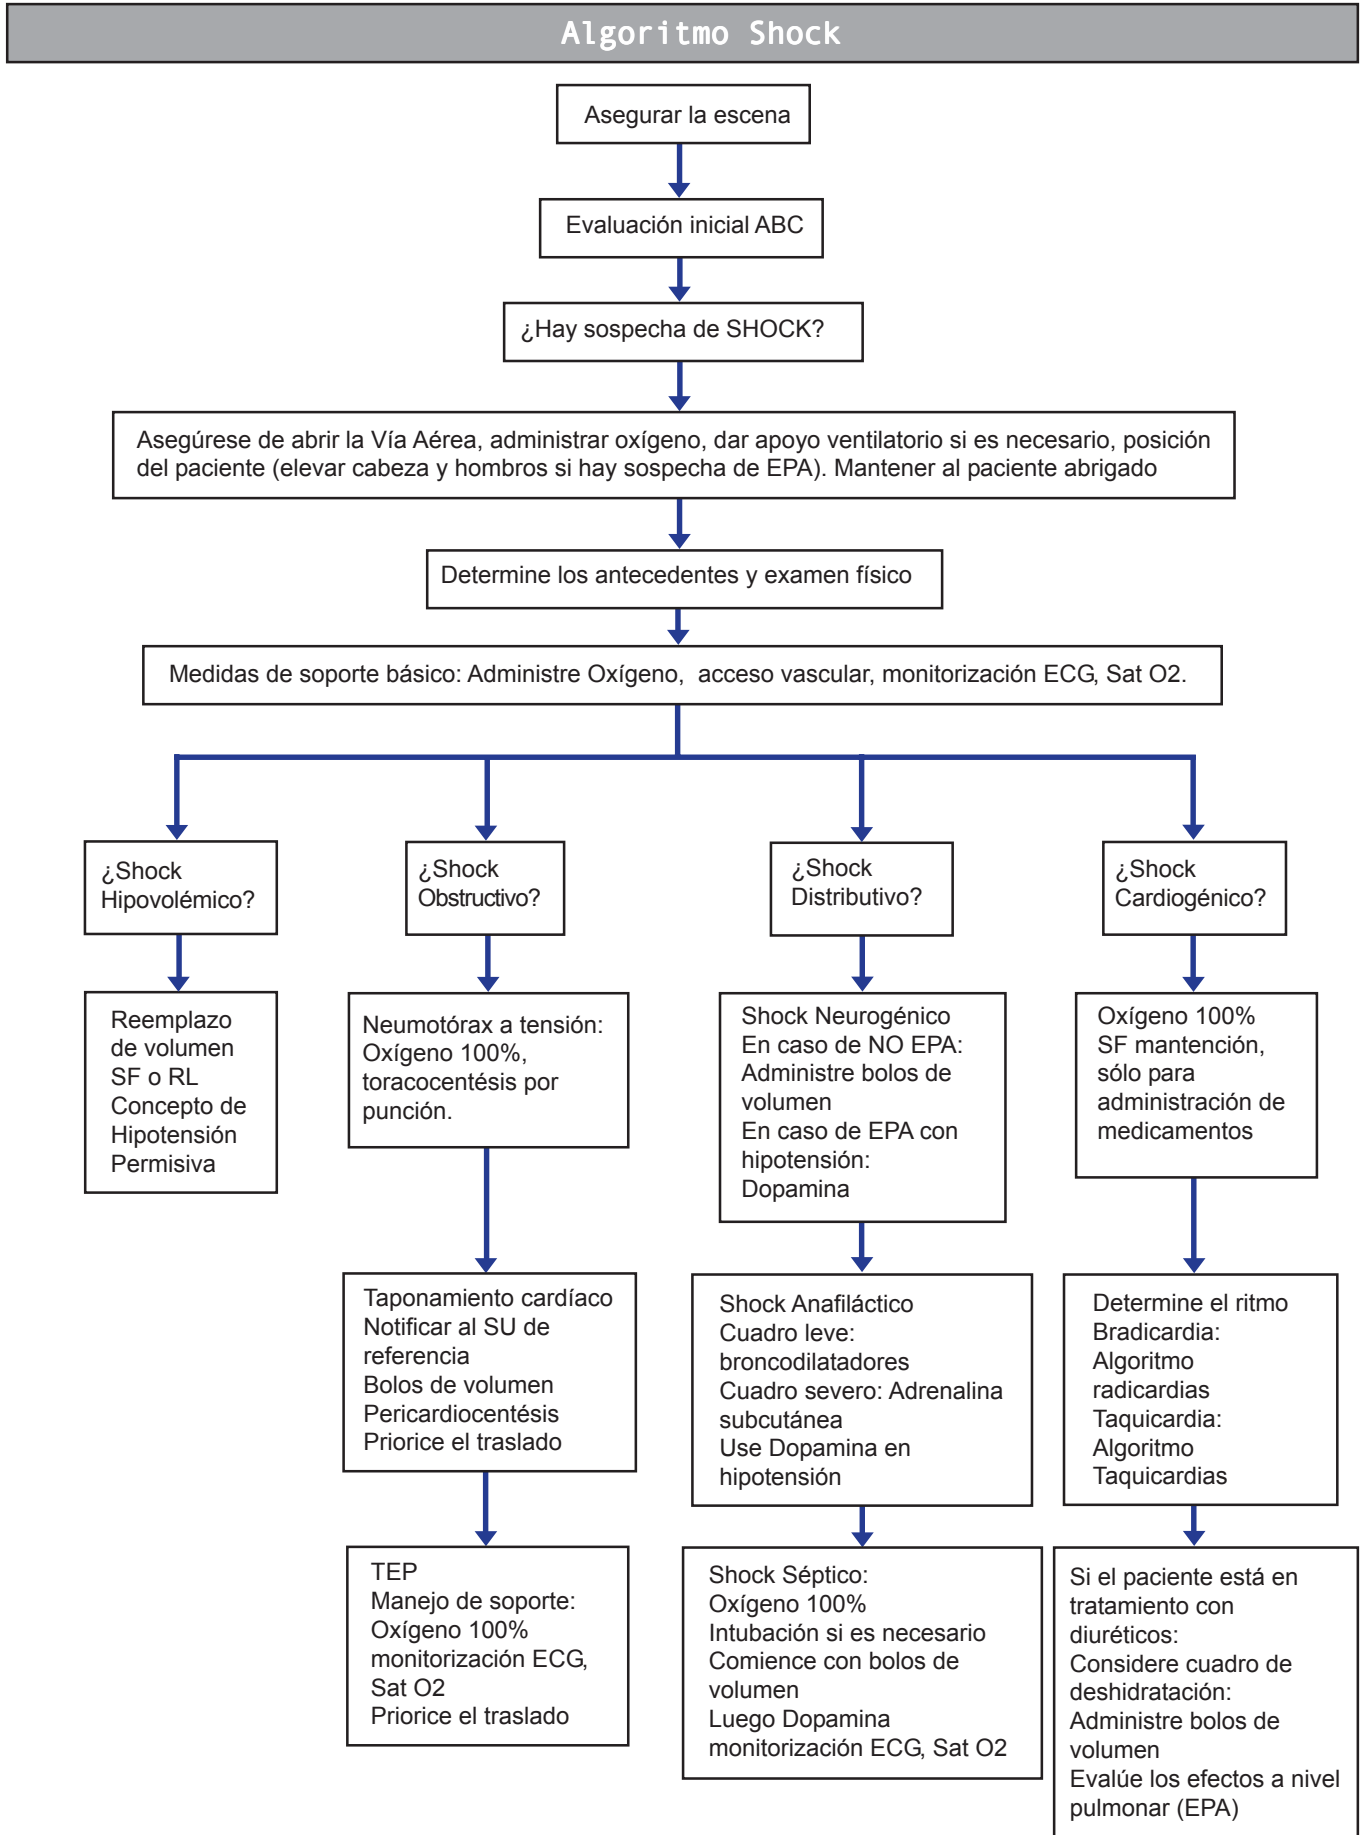 Algoritmo Shock
Asegurar la escena
Evaluación inicial ABC
¿Hay sospecha de SHOCK?
Asegúrese de abrir la Vía Aérea, administrar oxígeno, dar apoyo ventilatorio si es necesario, posición
del paciente (elevar cabeza y hombros si hay sospecha de EPA). Mantener al paciente abrigado
Determine los antecedentes y examen físico
Medidas de soporte básico: Administre Oxígeno, acceso vascular, monitorización ECG, Sat O2.
¿Shock
Hipovolémico?
Reemplazo
de volumen
SF o RL
Concepto de
Hipotensión
Permisiva
¿Shock
Obstructivo?
Neumotórax a tensión:
Oxígeno 100%,
toracocentésis por
punción.
Taponamiento cardíaco
Notificar al SU de
referencia
Bolos de volumen
Pericardiocentésis
Priorice el traslado
TEP
Manejo de soporte:
Oxígeno 100%
monitorización ECG,
Sat O2
Priorice el traslado
¿Shock
Distributivo?
Shock Neurogénico
En caso de NO EPA:
Administre bolos de
volumen
En caso de EPA con
hipotensión:
Dopamina
Shock Anafiláctico
Cuadro leve:
broncodilatadores
Cuadro severo: Adrenalina
subcutánea
Use Dopamina en
hipotensión
Shock Séptico:
Oxígeno 100%
Intubación si es necesario
Comience con bolos de
volumen
Luego Dopamina
monitorización ECG, Sat O2
¿Shock
Cardiogénico?
Oxígeno 100%
SF mantención,
sólo para
administración de
medicamentos
Determine el ritmo
Bradicardia:
Algoritmo
radicardias
Taquicardia:
Algoritmo
Taquicardias
Si el paciente está en
tratamiento con
diuréticos:
Considere cuadro de
deshidratación:
Administre bolos de
volumen
Evalúe los efectos a nivel
pulmonar (EPA)